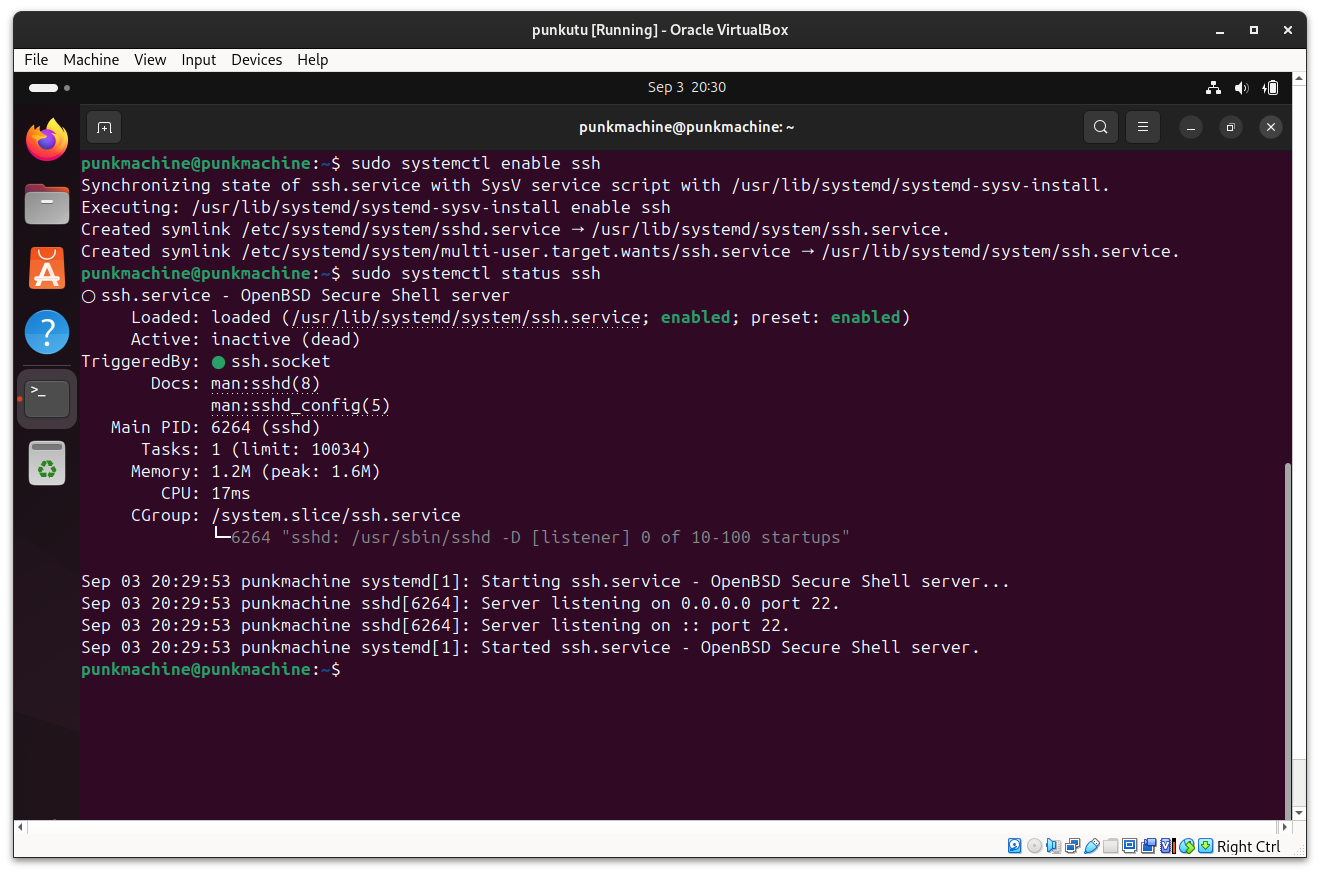 punkutu [Running] - Oracle VirtualBox
File Machine View Input Devices Help
Sep 3 20:30
punkmachine@punkmachine: ~
punkmachine@punkmachine:~$ sudo systemctl enable ssh
Synchronizing state of ssh.service with SysV service script with /usr/lib/systemd/systemd-sysv-install.
Executing: /usr/lib/systemd/systemd-sysv-install enable ssh
Created symlink /etc/systemd/system/sshd.service → /usr/lib/systemd/system/ssh.service.
Created symlink /etc/systemd/system/multi-user.target.wants/ssh.service → /usr/lib/systemd/system/ssh.service.
punkmachine@punkmachine:~$ sudo systemctl status ssh
○ ssh.service - OpenBSD Secure Shell server
Loaded: loaded (/usr/lib/systemd/system/ssh.service; enabled; preset: enabled)
Active: inactive (dead)
TriggeredBy: ● ssh.socket
Docs: man:sshd(8)
man:sshd_config(5)
Main PID: 6264 (sshd)
Tasks: 1 (limit: 10034)
Memory: 1.2M (peak: 1.6M)
CPU: 17ms
CGroup: /system.slice/ssh.service
└─6264 "sshd: /usr/sbin/sshd -D [listener] 0 of 10-100 startups"
Sep 03 20:29:53 punkmachine systemd[1]: Starting ssh.service - OpenBSD Secure Shell server...
Sep 03 20:29:53 punkmachine sshd[6264]: Server listening on 0.0.0.0 port 22.
Sep 03 20:29:53 punkmachine sshd[6264]: Server listening on :: port 22.
Sep 03 20:29:53 punkmachine systemd[1]: Started ssh.service - OpenBSD Secure Shell server.
punkmachine@punkmachine:~$
Right Ctrl